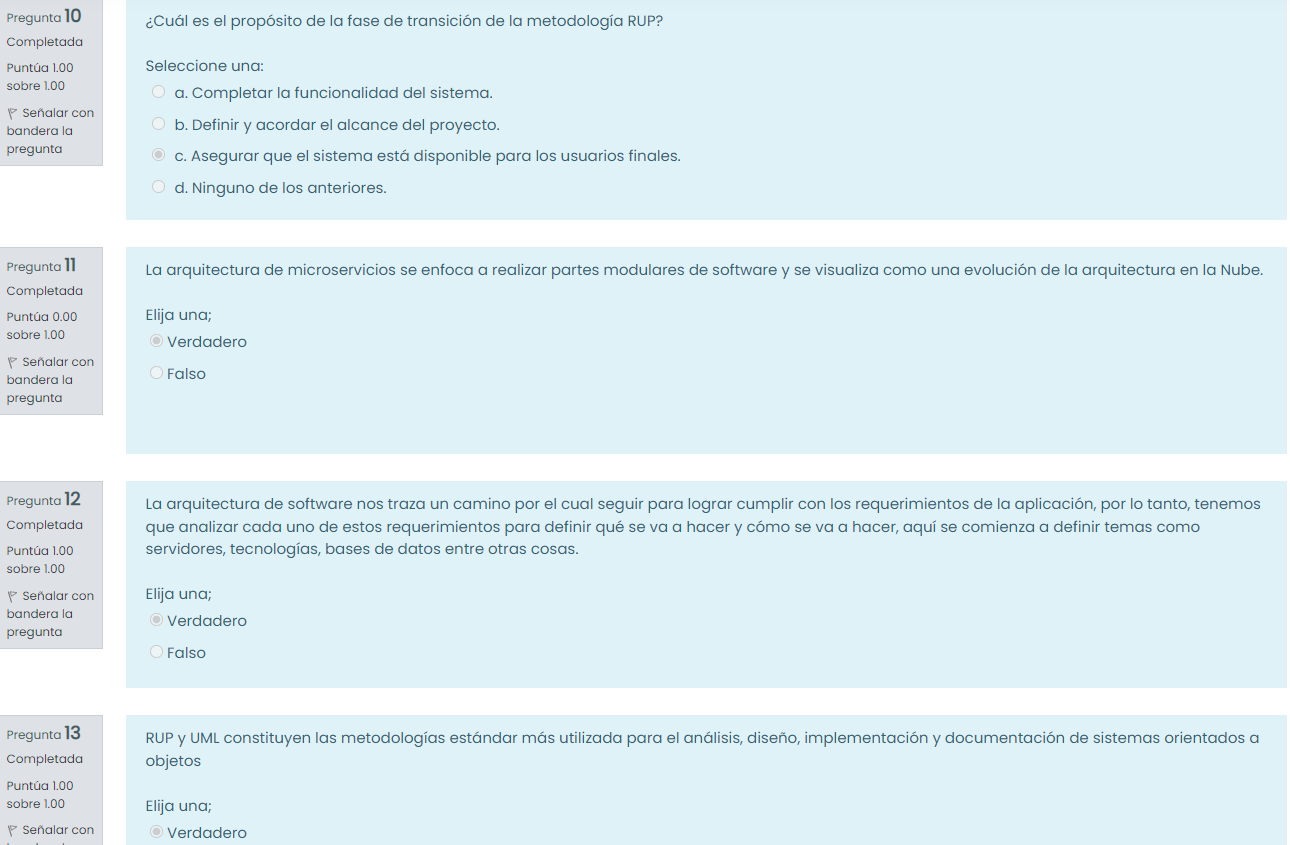 Pregunta 10
Completada
Puntúa 1.00
sobre 1.00
Señalar con
bandera la
pregunta
¿Cuál es el propósito de la fase de transición de la metodología RUP?
Seleccione una:
a. Completar la funcionalidad del sistema.
b. Definir y acordar el alcance del proyecto.
c. Asegurar que el sistema está disponible para los usuarios finales.
d. Ninguno de los anteriores.
Pregunta 11
Completada
Puntúa 0.00
sobre 1.00
Señalar con
bandera la
pregunta
La arquitectura de microservicios se enfoca a realizar partes modulares de software y se visualiza como una evolución de la arquitectura en la Nube.
Elija una;
Verdadero
Falso
Pregunta 12
Completada
Puntúa 1.00
sobre 1.00
Señalar con
bandera la
pregunta
La arquitectura de software nos traza un camino por el cual seguir para lograr cumplir con los requerimientos de la aplicación, por lo tanto, tenemos
que analizar cada uno de estos requerimientos para definir qué se va a hacer y cómo se va a hacer, aquí se comienza a definir temas como
servidores, tecnologías, bases de datos entre otras cosas.
Elija una;
Verdadero
Falso
Pregunta 13
Completada
Puntúa 1.00
sobre 1.00
Señalar con
RUP y UML constituyen las metodologías estándar más utilizada para el análisis, diseño, implementación y documentación de sistemas orientados a
objetos
Elija una;
Verdadero